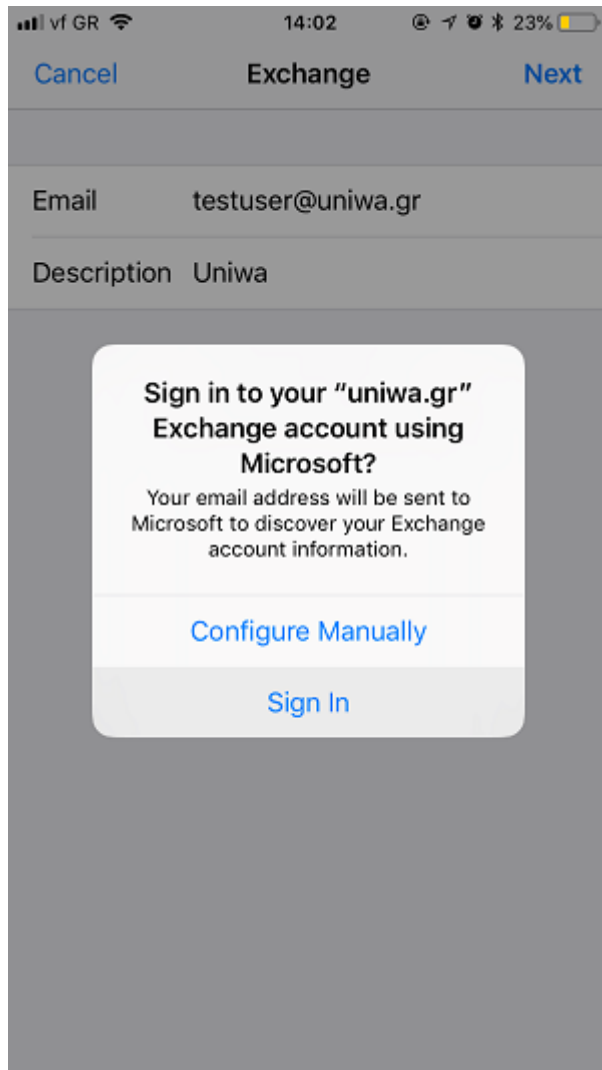 vf GR 14:02 23%
Cancel Exchange Next
Email testuser@uniwa.gr
Description Uniwa
Sign in to your “uniwa.gr”
Exchange account using
Microsoft?
Your email address will be sent to
Microsoft to discover your Exchange
account information.
Configure Manually
Sign In